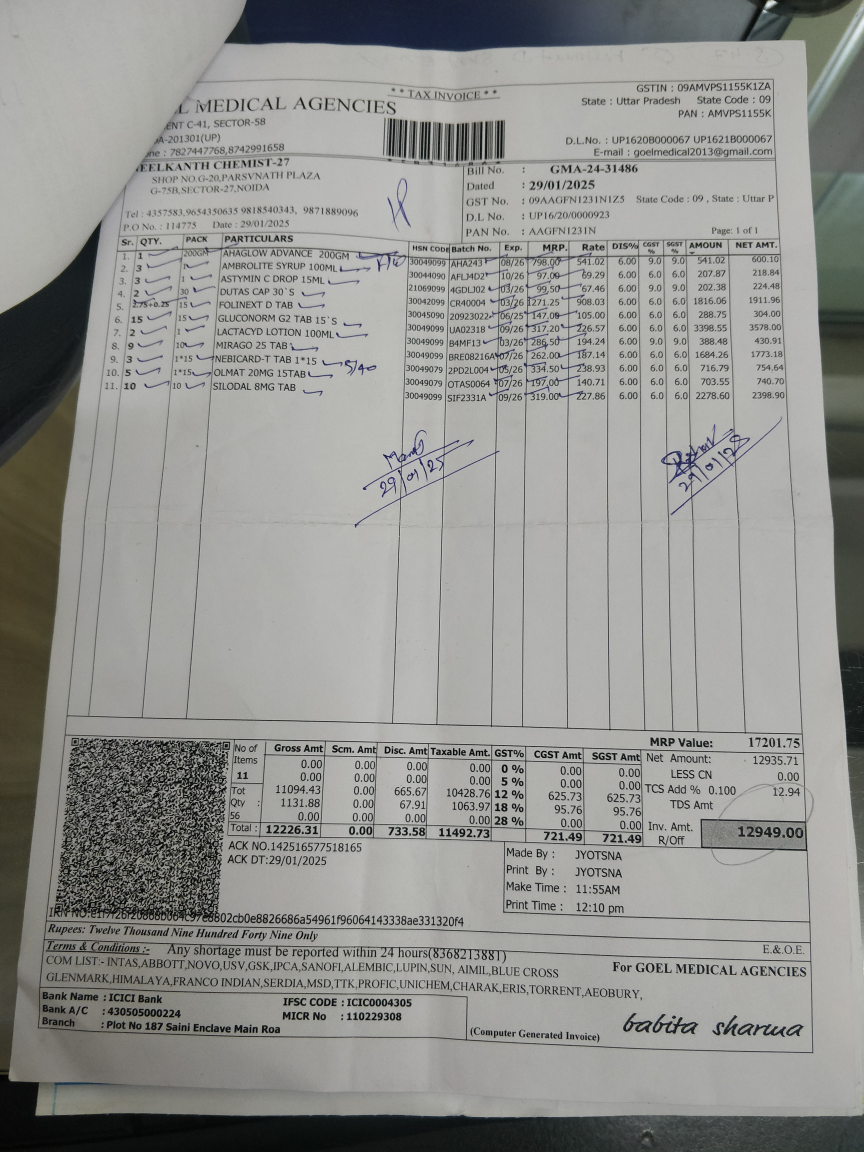 * * TAX INVOICE * *
GSTIN : 09AMVPS1155K1ZA
State : Uttar Pradesh State Code : 09
PAN : AMVPS1155K
L MEDICAL AGENCIES
ENT C-41, SECTOR-58
A-201301(UP)
one : 7827447768,8742991658
D.L.No. : UP1620B000067 UP1621B000067
E-mail : goelmedical2013@gmail.com
EELKANTH CHEMIST-27
SHOP NO.G-20,PARSVNATH PLAZA
G-75B,SECTOR-27,NOIDA
Tel : 4357583,9654350635 9818540343, 9871889096
P.O No. : 114775 Date : 29/01/2025
Bill No. : GMA-24-31486
Dated : 29/01/2025
GST No. : 09AAGFN1231N1Z5 State Code : 09 , State : Uttar P
D.L No. : UP16/20/0000923
PAN No. : AAGFN1231N Page: 1 of 1
Sr. QTY. PACK PARTICULARS HSN CODE Batch No. Exp. MRP. Rate DIS% CGST % SGST % AMOUN NET AMT.
1. 1 200GM AHAGLOW ADVANCE 200GM 30049099 AHA243 08/26 798.00 541.02 6.00 9.0 9.0 541.02 600.10
2. 3 AMBROLITE SYRUP 100ML 30044090 AFLJ4D2 10/26 97.00 69.29 6.00 6.0 6.0 207.87 218.84
3. 3 1 ASTYMIN C DROP 15ML 21069099 4GDLJ02 03/26 99.50 67.46 6.00 9.0 9.0 202.38 224.48
4. 2 30 DUTAS CAP 30`S 30042099 CR40004 03/26 1271.25 908.03 6.00 6.0 6.0 1816.06 1911.96
5. 2.75+0.25 15 FOLINEXT D TAB 30045090 20923022 06/25 147.00 105.00 6.00 6.0 6.0 288.75 304.00
6. 15 15 GLUCONORM G2 TAB 15`S 30049099 UA02318 09/26 317.20 226.57 6.00 6.0 6.0 3398.55 3578.00
7. 2 1 LACTACYD LOTION 100ML 30049099 B4MF13 03/26 286.50 194.24 6.00 9.0 9.0 388.48 430.91
8. 9 10 MIRAGO 25 TAB 30049099 BRE08216A 07/26 262.00 187.14 6.00 6.0 6.0 1684.26 1773.18
9. 3 1*15 NEBICARD-T TAB 1*15 30049079 2PD2L004 05/26 334.50 238.93 6.00 6.0 6.0 716.79 754.64
10. 5 1*15 OLMAT 20MG 15TAB 30049079 OTAS0064 07/26 197.00 140.71 6.00 6.0 6.0 703.55 740.70
11. 10 10 SILODAL 8MG TAB 30049099 SIF2331A 09/26 319.00 227.86 6.00 6.0 6.0 2278.60 2398.90
29/01/25
29/01/25
No of Items Gross Amt Scm. Amt Disc. Amt Taxable Amt. GST% CGST Amt SGST Amt
0.00 0.00 0.00 0.00 0 % 0.00 0.00
11 0.00 0.00 0.00 0.00 5 % 0.00 0.00
Tot 11094.43 0.00 665.67 10428.76 12 % 625.73 625.73
Qty : 1131.88 0.00 67.91 1063.97 18 % 95.76 95.76
56 0.00 0.00 0.00 0.00 28 % 0.00 0.00
Total : 12226.31 0.00 733.58 11492.73 721.49 721.49
MRP Value: 17201.75
Net Amount: 12935.71
LESS CN 0.00
TCS Add % 0.100 12.94
TDS Amt
Inv. Amt. 12949.00
R/Off
ACK NO.142516577518165
ACK DT:29/01/2025
Made By : JYOTSNA
Print By : JYOTSNA
Make Time : 11:55AM
Print Time : 12:10 pm
Rupees: Twelve Thousand Nine Hundred Forty Nine Only
E.&O.E.
Terms & Conditions :- Any shortage must be reported within 24 hours(8368213881)
COM LIST:- INTAS,ABBOTT,NOVO,USV,GSK,IPCA,SANOFI,ALEMBIC,LUPIN,SUN, AIMIL,BLUE CROSS
GLENMARK,HIMALAYA,FRANCO INDIAN,SERDIA,MSD,TTK,PROFIC,UNICHEM,CHARAK,ERIS,TORRENT,AEOBURY,
For GOEL MEDICAL AGENCIES
Bank Name : ICICI Bank IFSC CODE : ICIC0004305
Bank A/C : 430505000224 MICR No : 110229308
Branch : Plot No 187 Saini Enclave Main Roa
(Computer Generated Invoice)
babita sharma